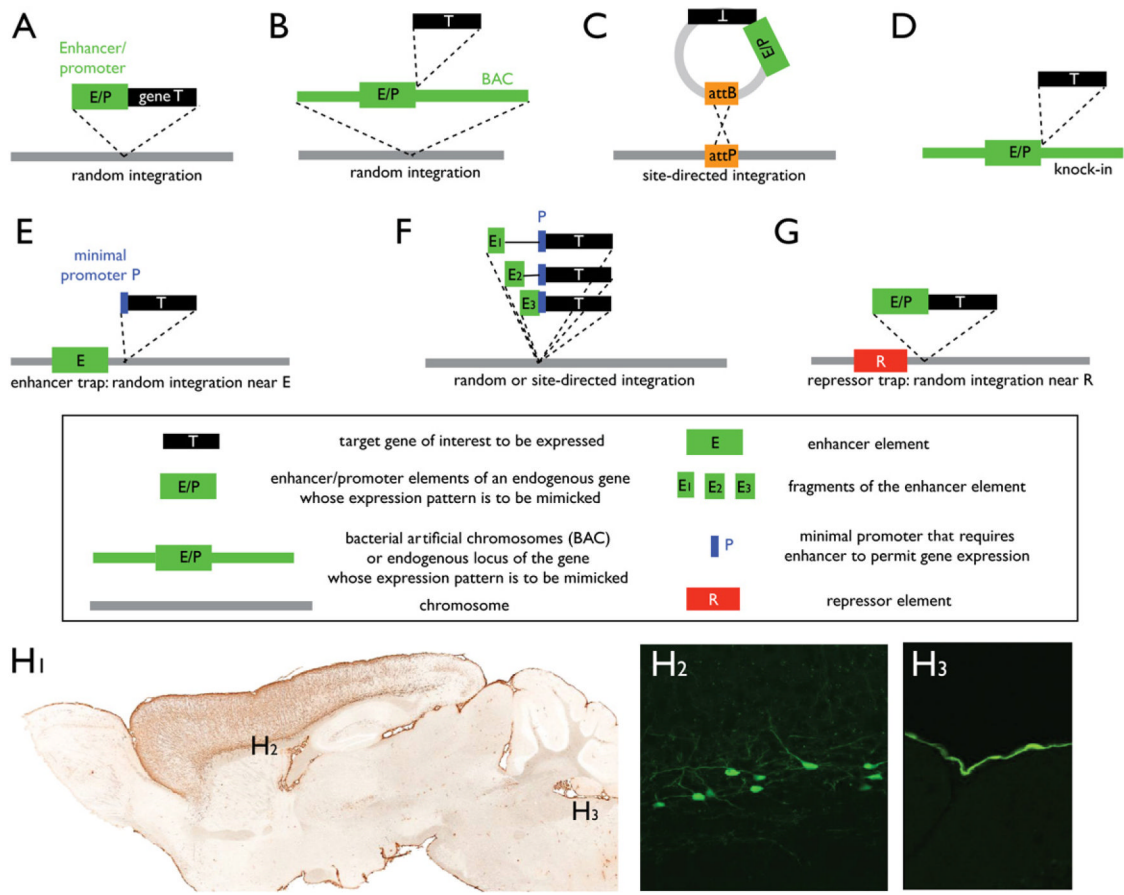 A
Enhancer/
promoter
E/P
gene T
random integration
B
T
BAC
E/P
random integration
C
T
E/P
attB
attP
site-directed integration
D
T
E/P
knock-in
E
minimal
promoter P
T
E
enhancer trap: random integration near E
F
P
E1
T
E2
T
E3
T
random or site-directed integration
G
E/P
T
R
repressor trap: random integration near R
T
target gene of interest to be expressed
E/P
enhancer/promoter elements of an endogenous gene
whose expression pattern is to be mimicked
E/P
bacterial artificial chromosomes (BAC)
or endogenous locus of the gene
whose expression pattern is to be mimicked
chromosome
E
enhancer element
E1 E2 E3
fragments of the enhancer element
P
minimal promoter that requires
enhancer to permit gene expression
R
repressor element
H1
H2
H3
H2
H3